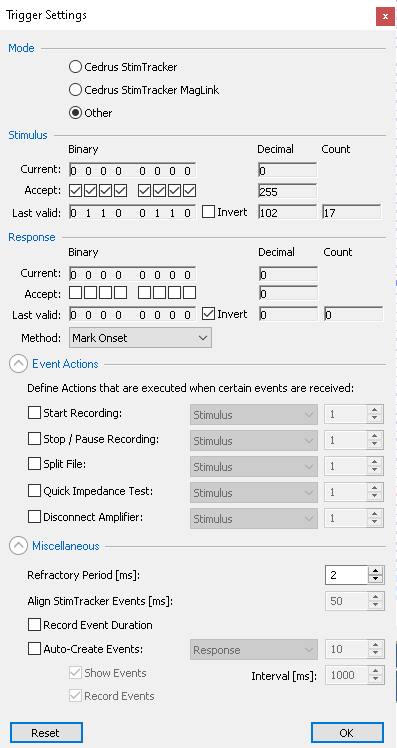 Trigger Settings
x
Mode
Cedrus StimTracker
Cedrus StimTracker MagLink
Other
Stimulus
Binary Decimal Count
Current: 0 0 0 0 0 0 0 0 0
Accept: 255
Last valid: 0 1 1 0 0 1 1 0 Invert 102 17
Response
Binary Decimal Count
Current: 0 0 0 0 0 0 0 0 0
Accept: 0
Last valid: 0 0 0 0 0 0 0 0 Invert 0 0
Method: Mark Onset
Event Actions
Define Actions that are executed when certain events are received:
Start Recording: Stimulus 1
Stop / Pause Recording: Stimulus 1
Split File: Stimulus 1
Quick Impedance Test: Stimulus 1
Disconnect Amplifier: Stimulus 1
Miscellaneous
Refractory Period [ms]: 2
Align StimTracker Events [ms]: 50
Record Event Duration
Auto-Create Events: Response 10
Show Events Interval [ms]: 1000
Record Events
Reset OK